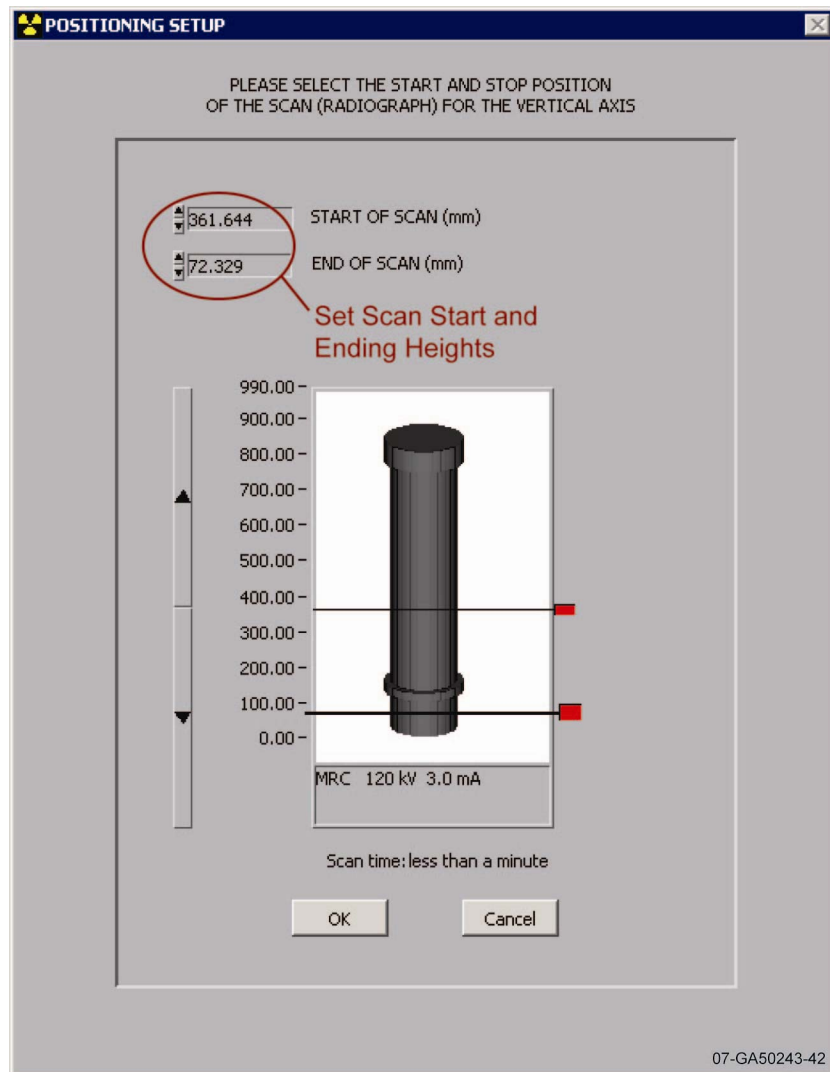 POSITIONING SETUP
PLEASE SELECT THE START AND STOP POSITION
OF THE SCAN (RADIOGRAPH) FOR THE VERTICAL AXIS
361.644 START OF SCAN (mm)
72.329 END OF SCAN (mm)
Set Scan Start and
Ending Heights
990.00
900.00
800.00
700.00
600.00
500.00
400.00
300.00
200.00
100.00
0.00
MRC 120 kV 3.0 mA
Scan time: less than a minute
OK Cancel
07-GA50243-42